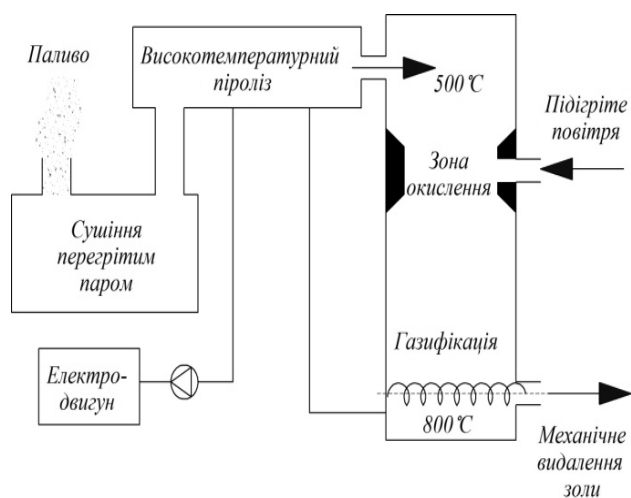 Паливо
Високотемпературний
піроліз
500℃
Підігріте
повітря
Зона
окислення
Сушіння
перегрітим
паром
Газифікація
Електро-
двигун
800℃
Механічне
видалення
золи